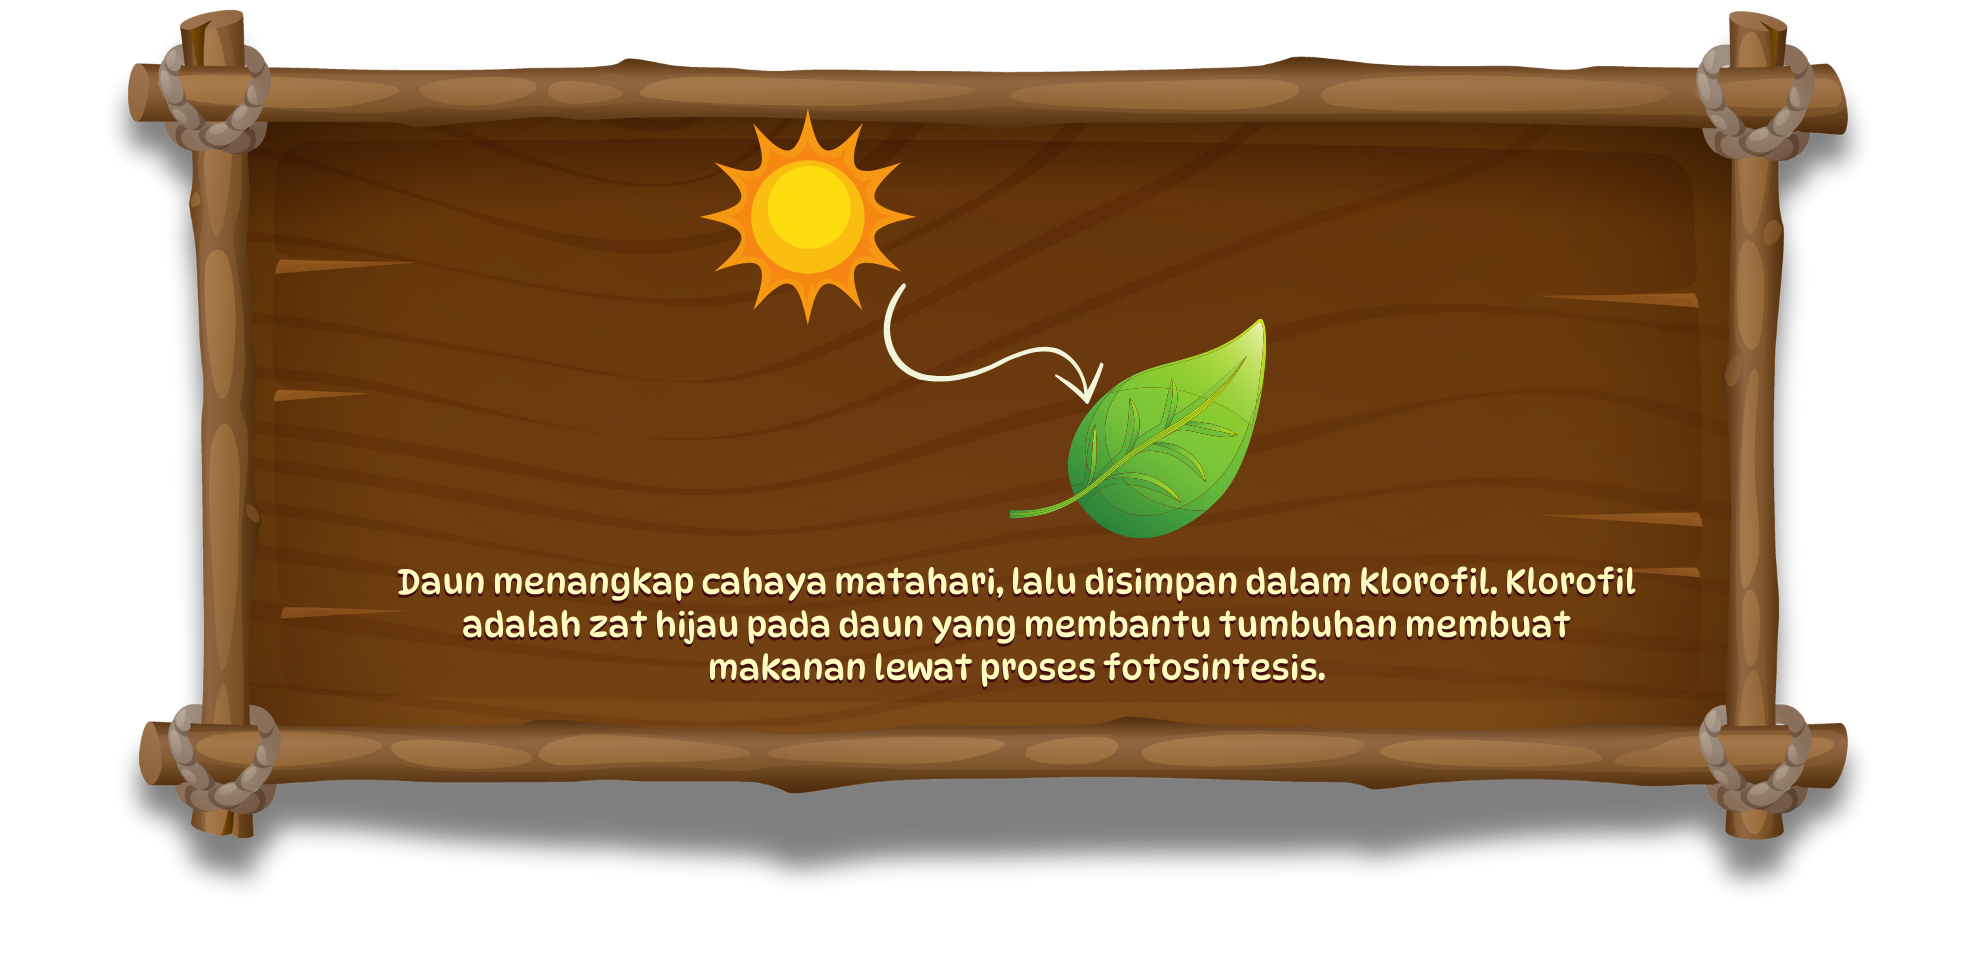 Daun menangkap cahaya matahari, lalu disimpan dalam klorofil. Klorofil
adalah zat hijau pada daun yang membantu tumbuhan membuat
makanan lewat proses fotosintesis.